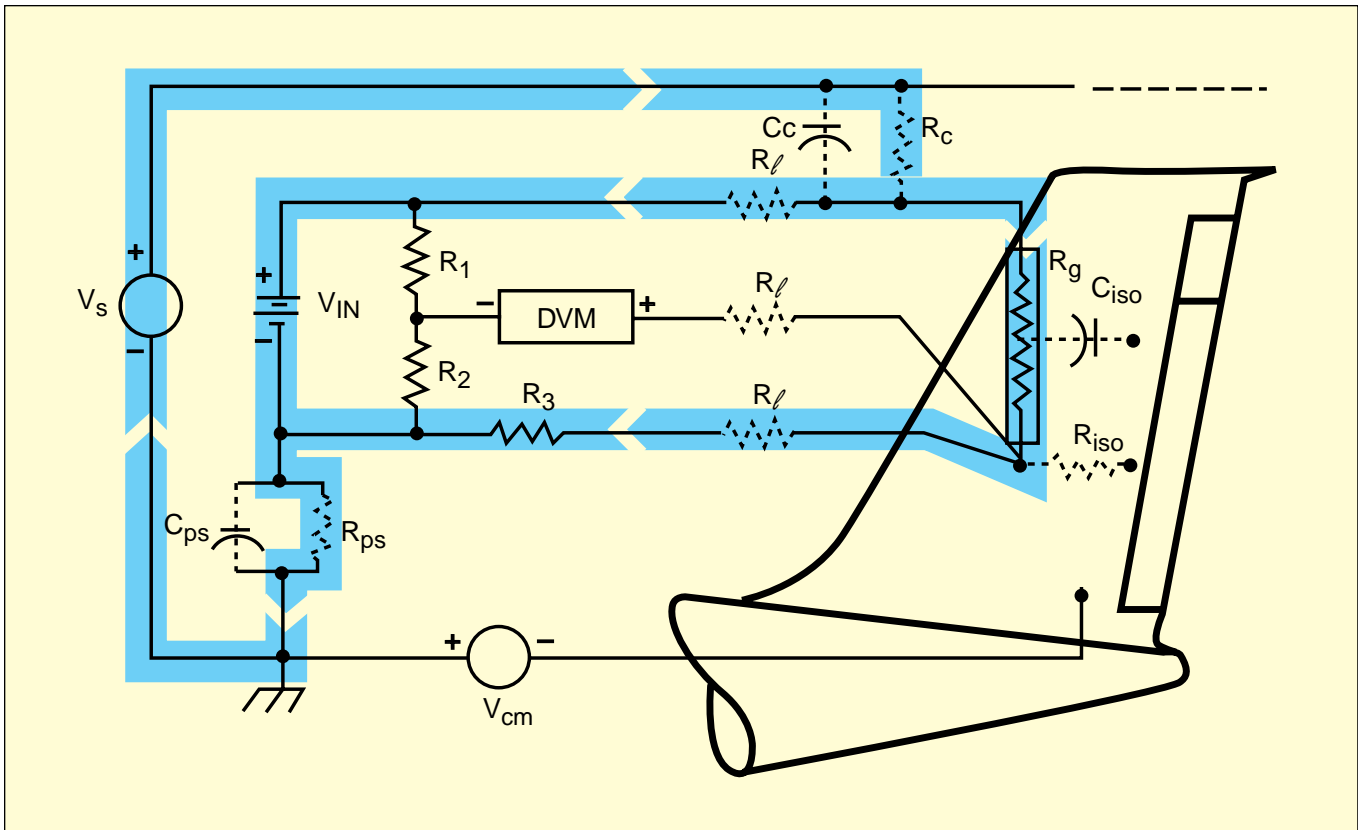 Cc
Rc
Rℓ
+
Vs
−
+
VIN
−
R1
− DVM +
Rℓ
Rg
Ciso
R2
R3
Rℓ
Riso
Cps
Rps
+ −
Vcm